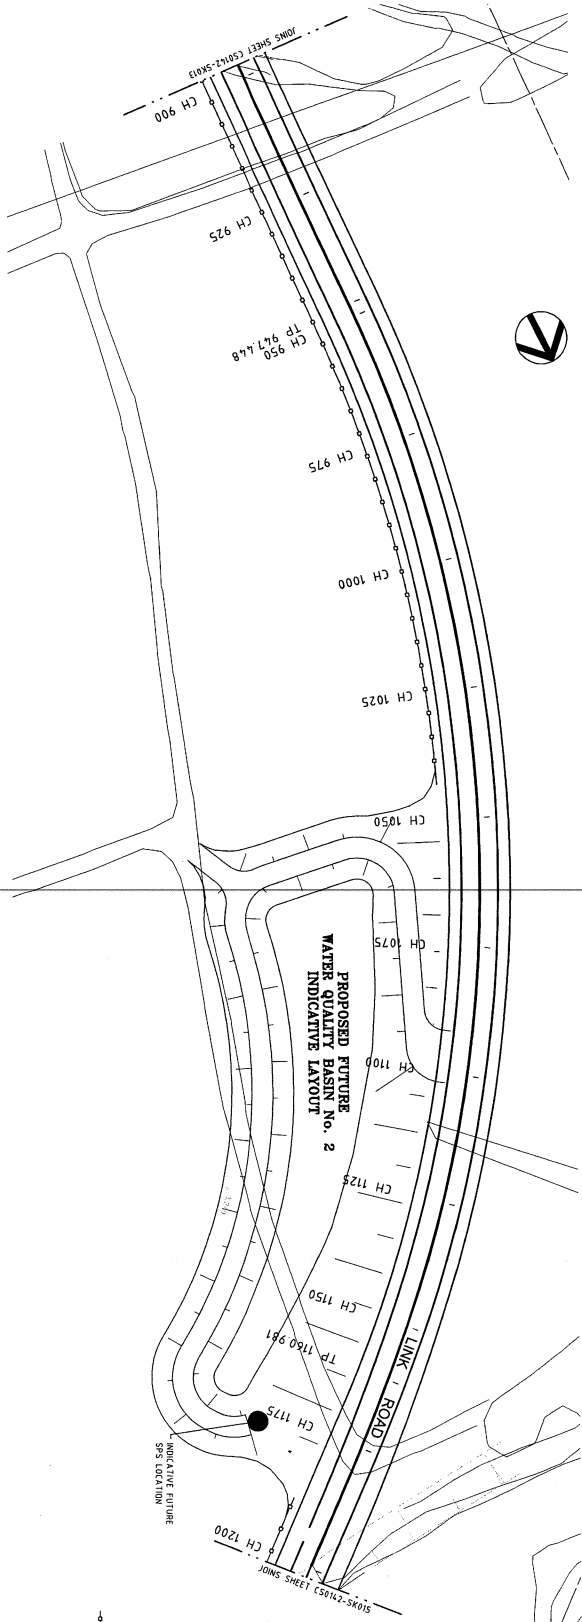 JOINS SHEET CS0142-SK013
CH 900
CH 925
CH 950
TP 947.448
CH 975
CH 1000
CH 1025
CH 1050
CH 1075
PROPOSED FUTURE
WATER QUALITY BASIN No. 2
INDICATIVE LAYOUT
CH 1100
CH 1125
CH 1150
TP 1160.981
LINK ROAD
CH 1175
INDICATIVE FUTURE
SPS LOCATION
CH 1200
JOINS SHEET CS0142-SK015